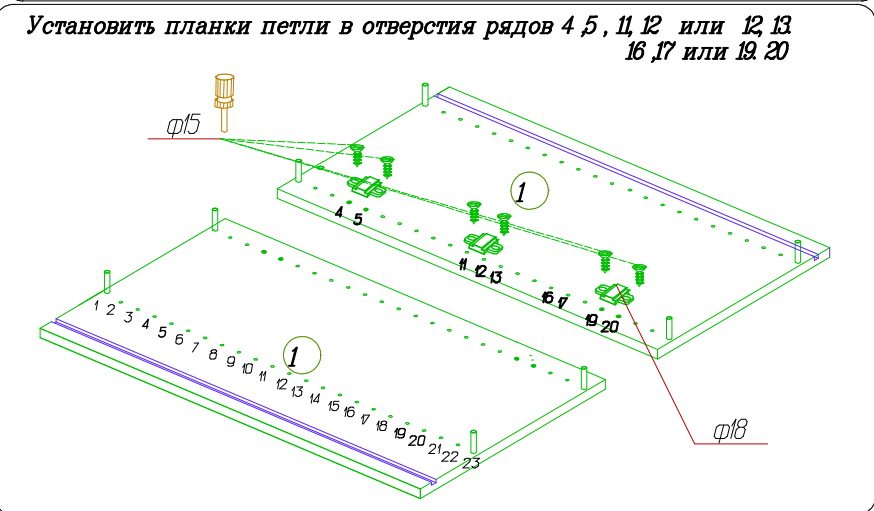 Установить планки петли в отверстия рядов 4 ,5 , 11, 12 или 12, 13.
16 ,17 или 19. 20
ф15
1
4 5
11 12 13
16 17
19 20
1 2 3 4 5 6 7 8 9 10 11 12 13 14 15 16 17 18 19 20 21 22 23
1
ф18